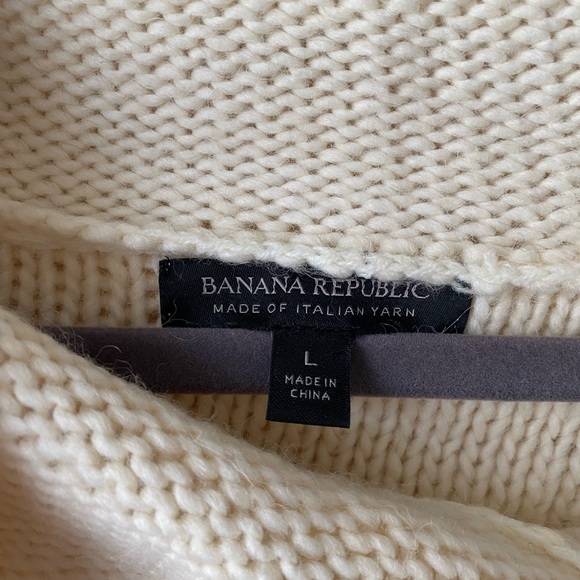 BANANA REPUBLIC
MADE OF ITALIAN YARN
L
MADE IN
CHINA